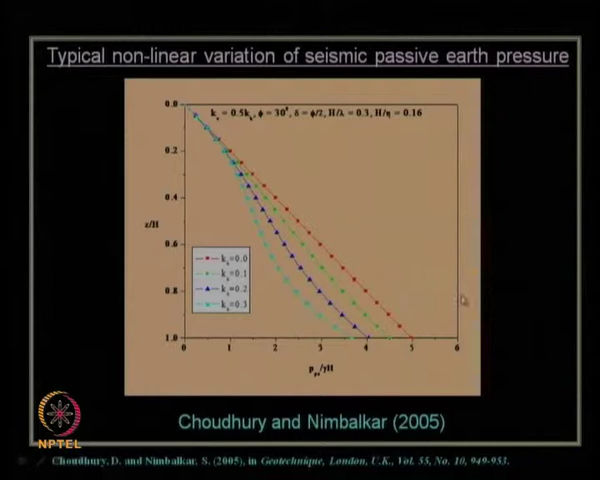 Typical non-linear variation of seismic passive earth pressure
kv = 0.5kh, φ = 30°, δ = φ/2, H/λ = 0.3, H/η = 0.16
0.0
0.2
0.4
z/H
0.6
0.8
1.0
kh=0.0
kh=0.1
kh=0.2
kh=0.3
0 1 2 3 4 5 6
ppe/γH
Choudhury and Nimbalkar (2005)
NPTEL
Choudhury, D. and Nimbalkar, S. (2005), in Geotechnique, London, U.K., Vol. 55, No. 10, 949-953.